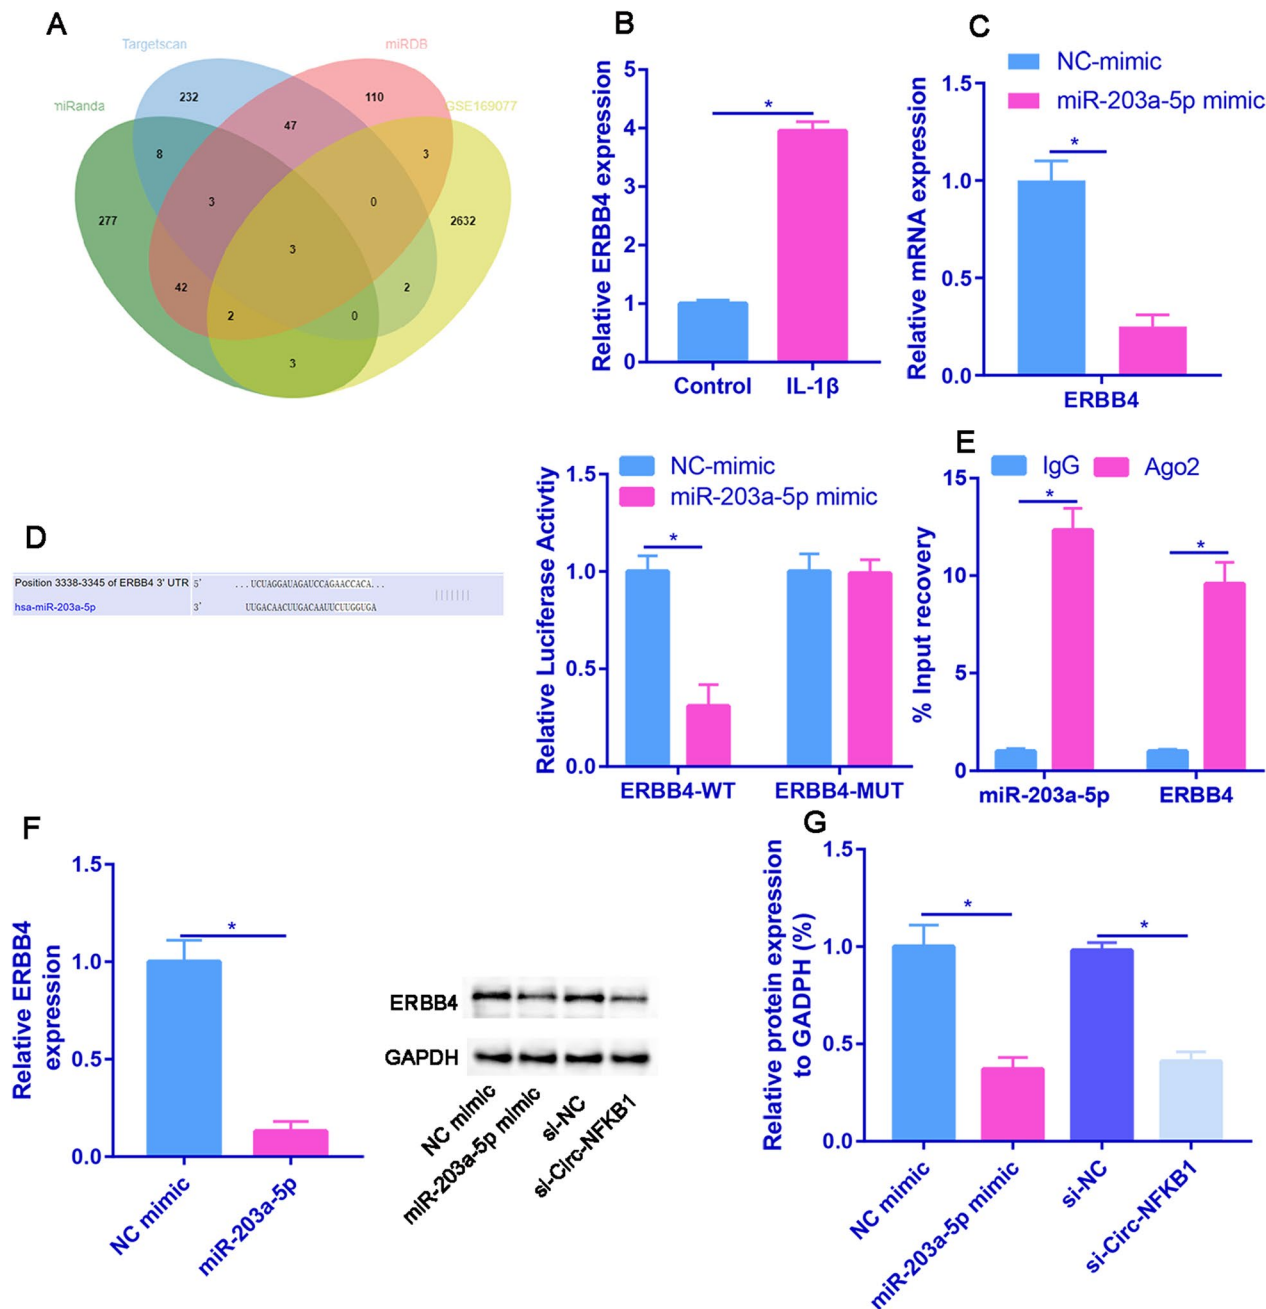 A
Targetscan
miRDB
miRanda
GSE169077
232
110
47
8
3
277
3
0
2632
3
42
2
2
0
3
B
Relative ERBB4 expression
5
4
3
2
1
0
*
Control
IL-1β
C
NC-mimic
miR-203a-5p mimic
Relative mRNA expression
1.5
1.0
0.5
0.0
*
ERBB4
D
Position 3338-3345 of ERBB4 3' UTR 5' ...UCUAGGAUAGAUCCAGAACCACA...
|||||||
hsa-miR-203a-5p 3' UUGACAACUUGACAAUUCUUGGUGA
NC-mimic
miR-203a-5p mimic
Relative Luciferase Activtiy
1.5
1.0
0.5
0.0
*
ERBB4-WT
ERBB4-MUT
E
IgG
Ago2
% Input recovery
15
10
5
0
*
*
miR-203a-5p
ERBB4
F
Relative ERBB4
expression
1.5
1.0
0.5
0.0
*
NC mimic
miR-203a-5p
ERBB4
GAPDH
NC mimic
miR-203a-5p mimic
si-NC
si-Circ-NFKB1
G
Relative protein expression
to GADPH (%)
1.5
1.0
0.5
0.0
*
*
NC mimic
miR-203a-5p mimic
si-NC
si-Circ-NFKB1